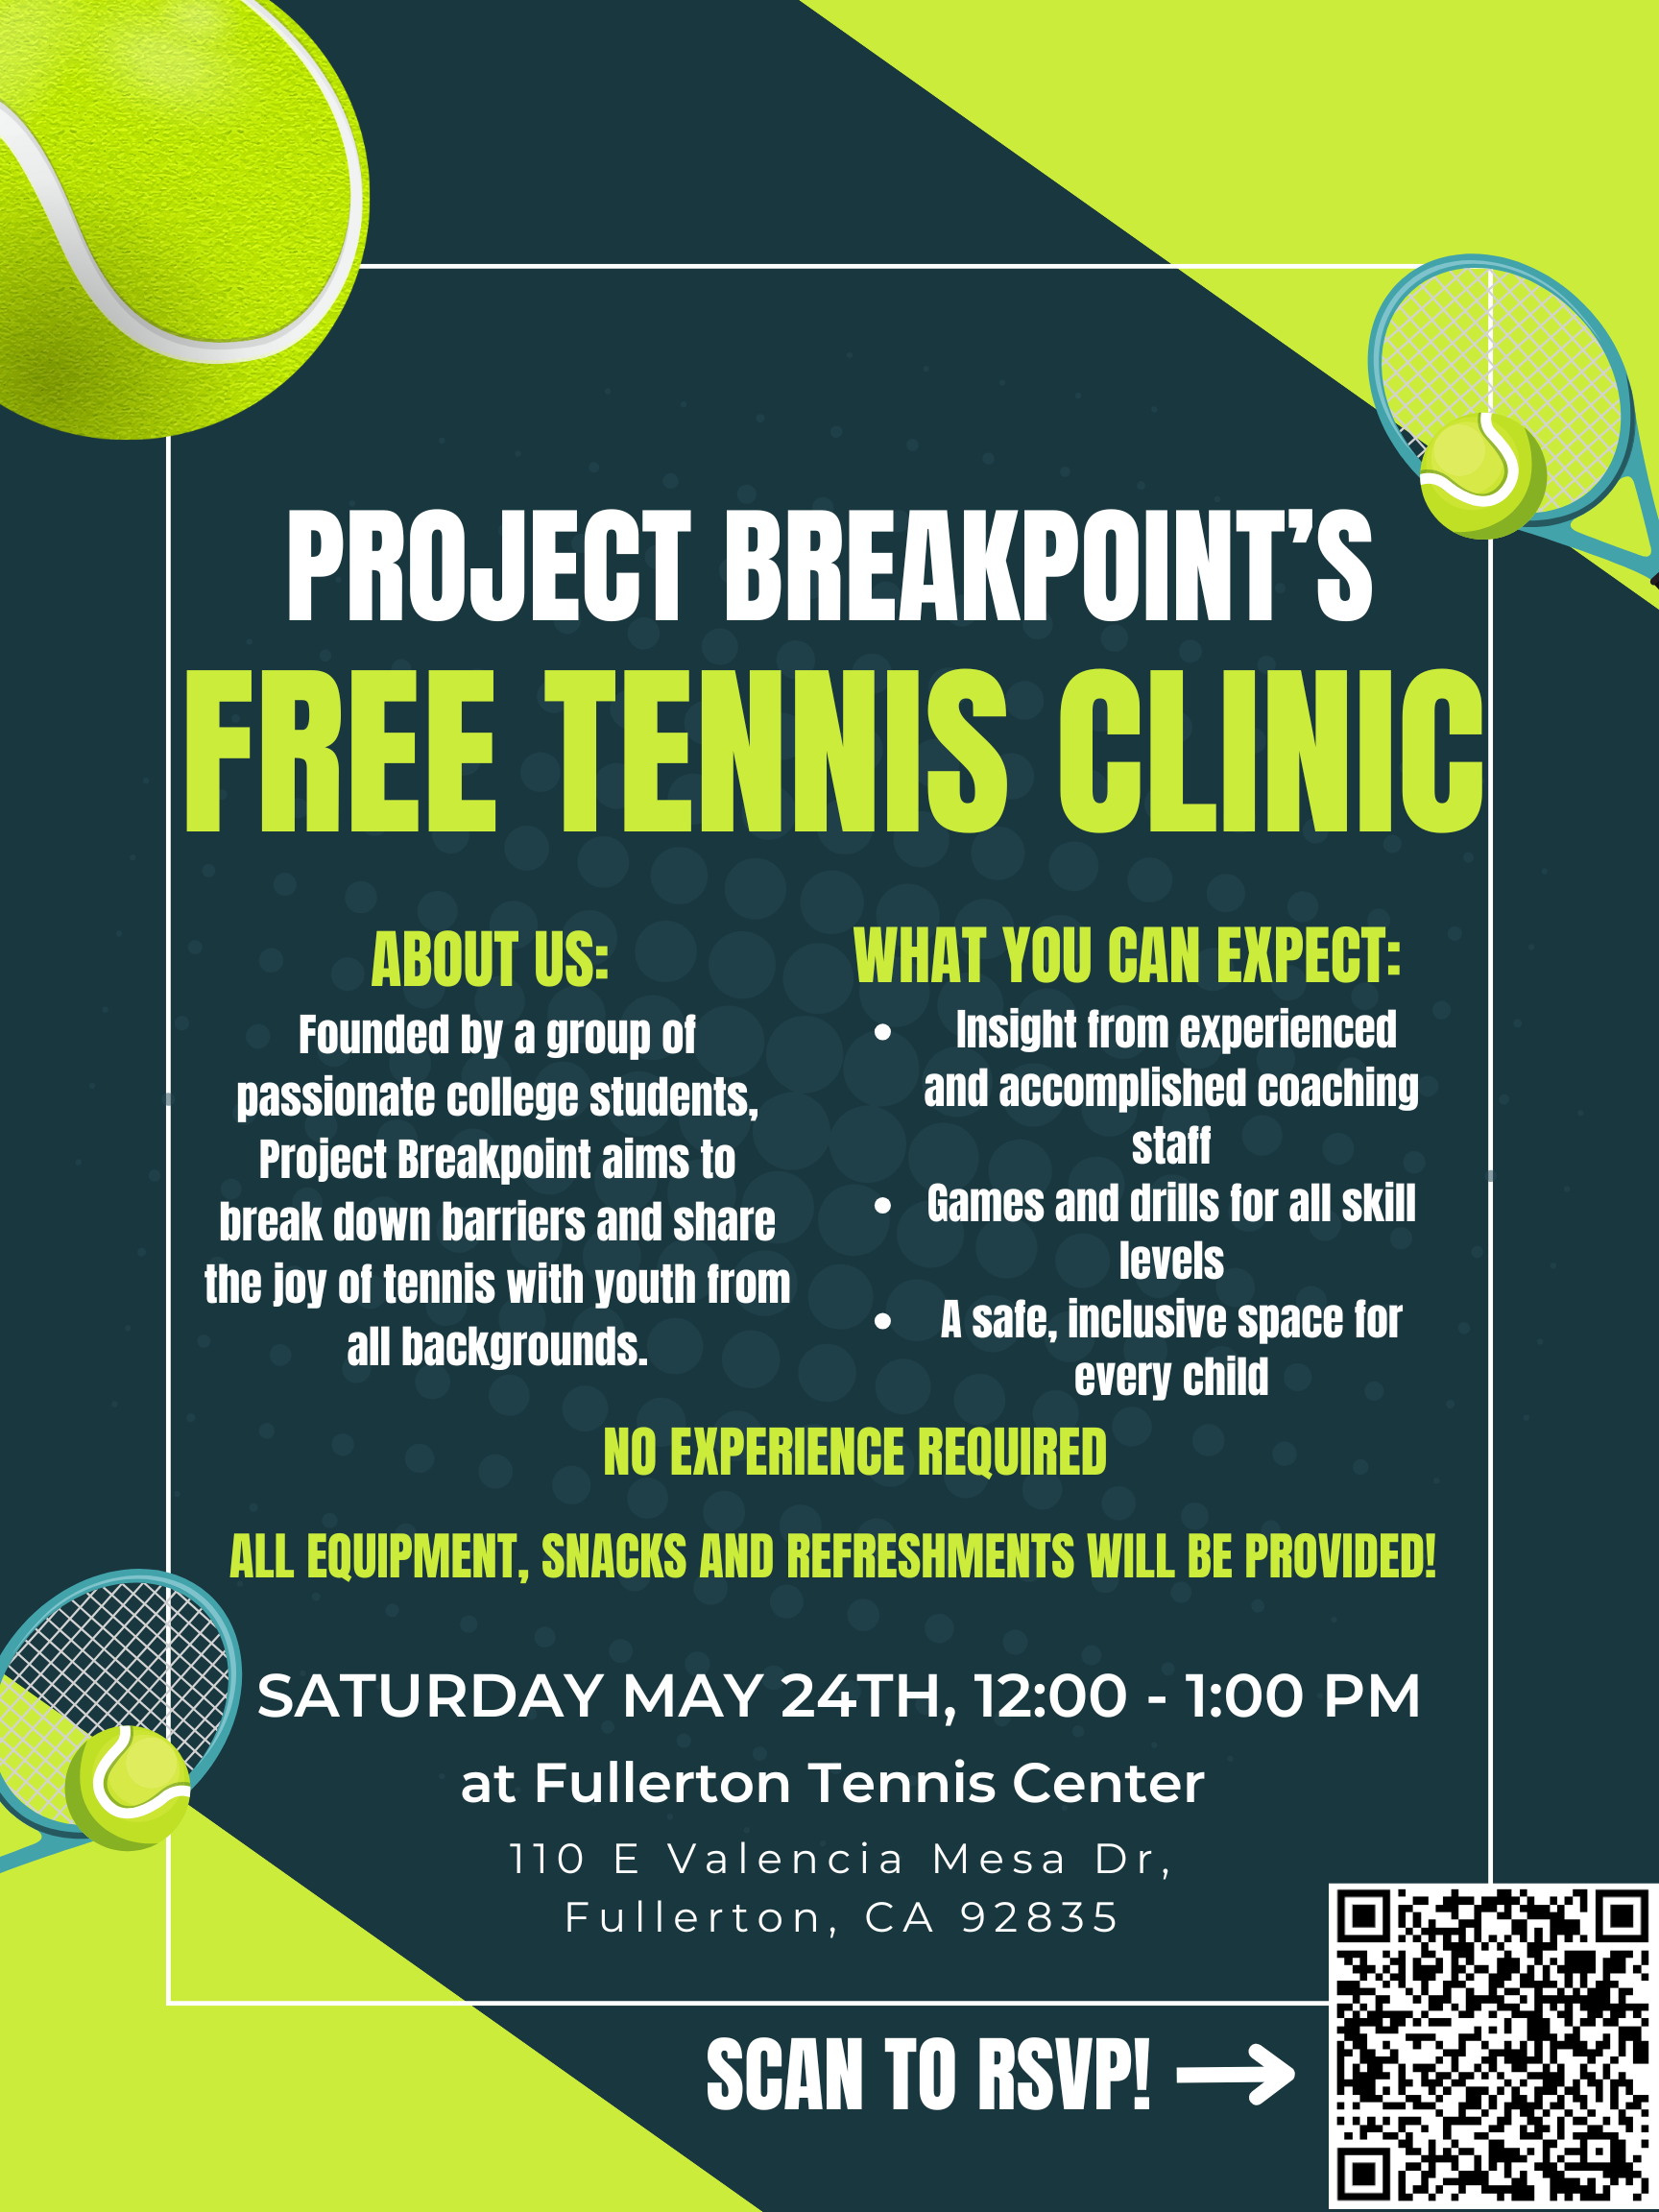 PROJECT BREAKPOINT’S
FREE TENNIS CLINIC
ABOUT US:
Founded by a group of
passionate college students,
Project Breakpoint aims to
break down barriers and share
the joy of tennis with youth from
all backgrounds.
WHAT YOU CAN EXPECT:
• Insight from experienced
and accomplished coaching
staff
• Games and drills for all skill
levels
• A safe, inclusive space for
every child
NO EXPERIENCE REQUIRED
ALL EQUIPMENT, SNACKS AND REFRESHMENTS WILL BE PROVIDED!
SATURDAY MAY 24TH, 12:00 - 1:00 PM
at Fullerton Tennis Center
110 E Valencia Mesa Dr,
Fullerton, CA 92835
SCAN TO RSVP!